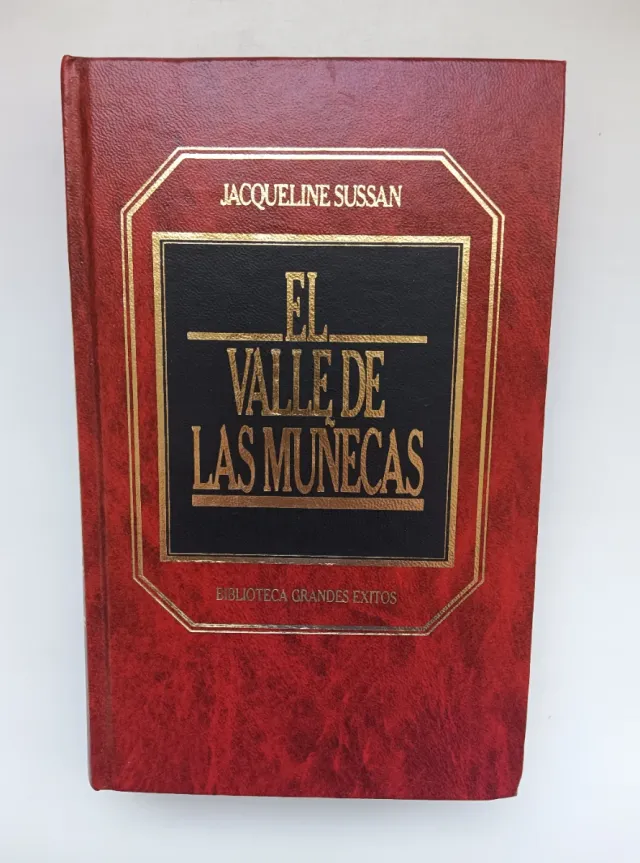 JACQUELINE SUSSAN
EL
VALLE DE
LAS MUÑECAS
BIBLIOTECA GRANDES EXITOS